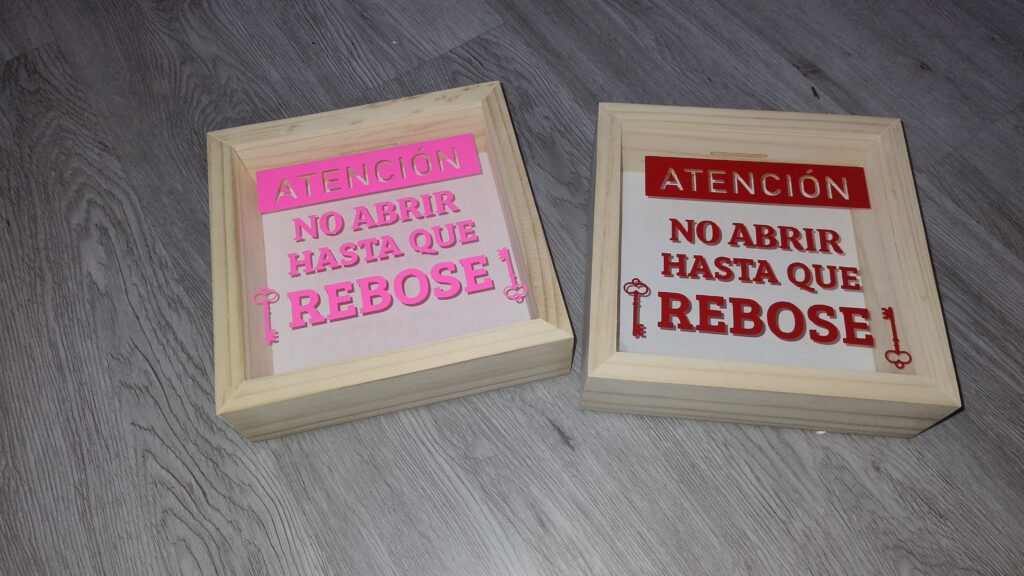 ATENCIÓN
NO ABRIR
HASTA QUE
REBOSE
ATENCIÓN
NO ABRIR
HASTA QUE
REBOSE